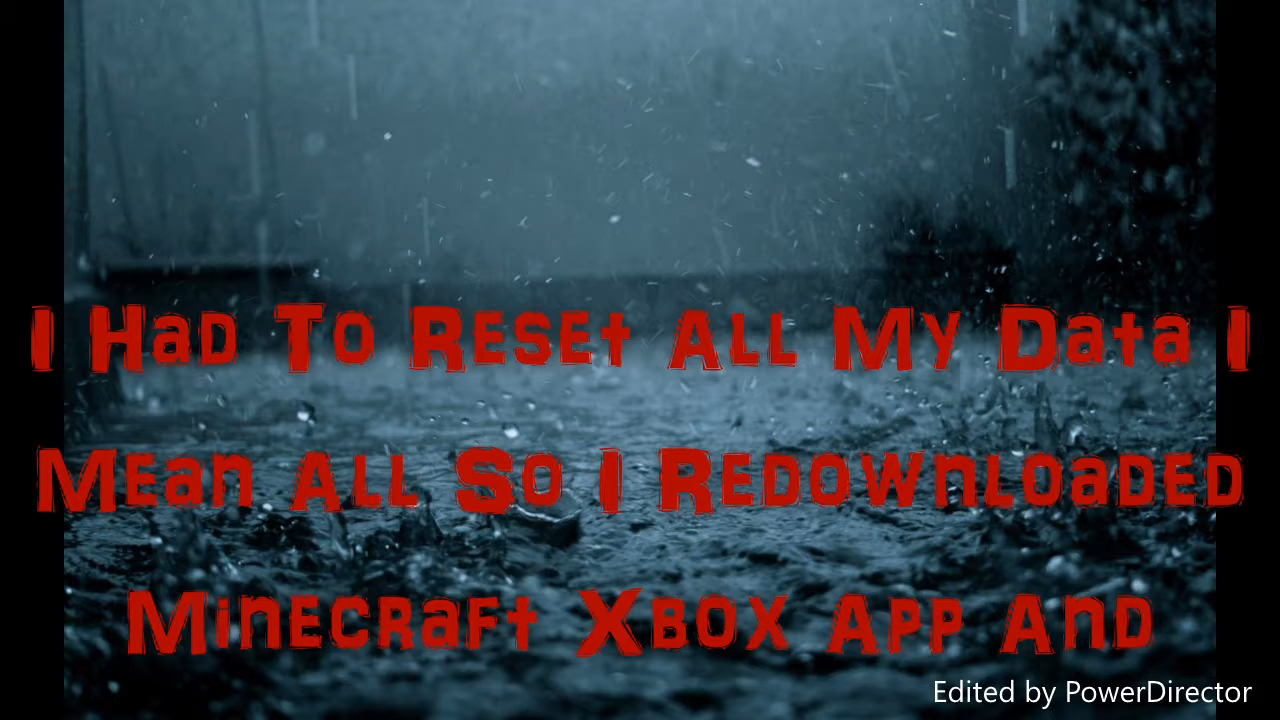 I Had To Reset All My Data I
Mean All So I Redownloaded
Minecraft Xbox App And
Edited by PowerDirector